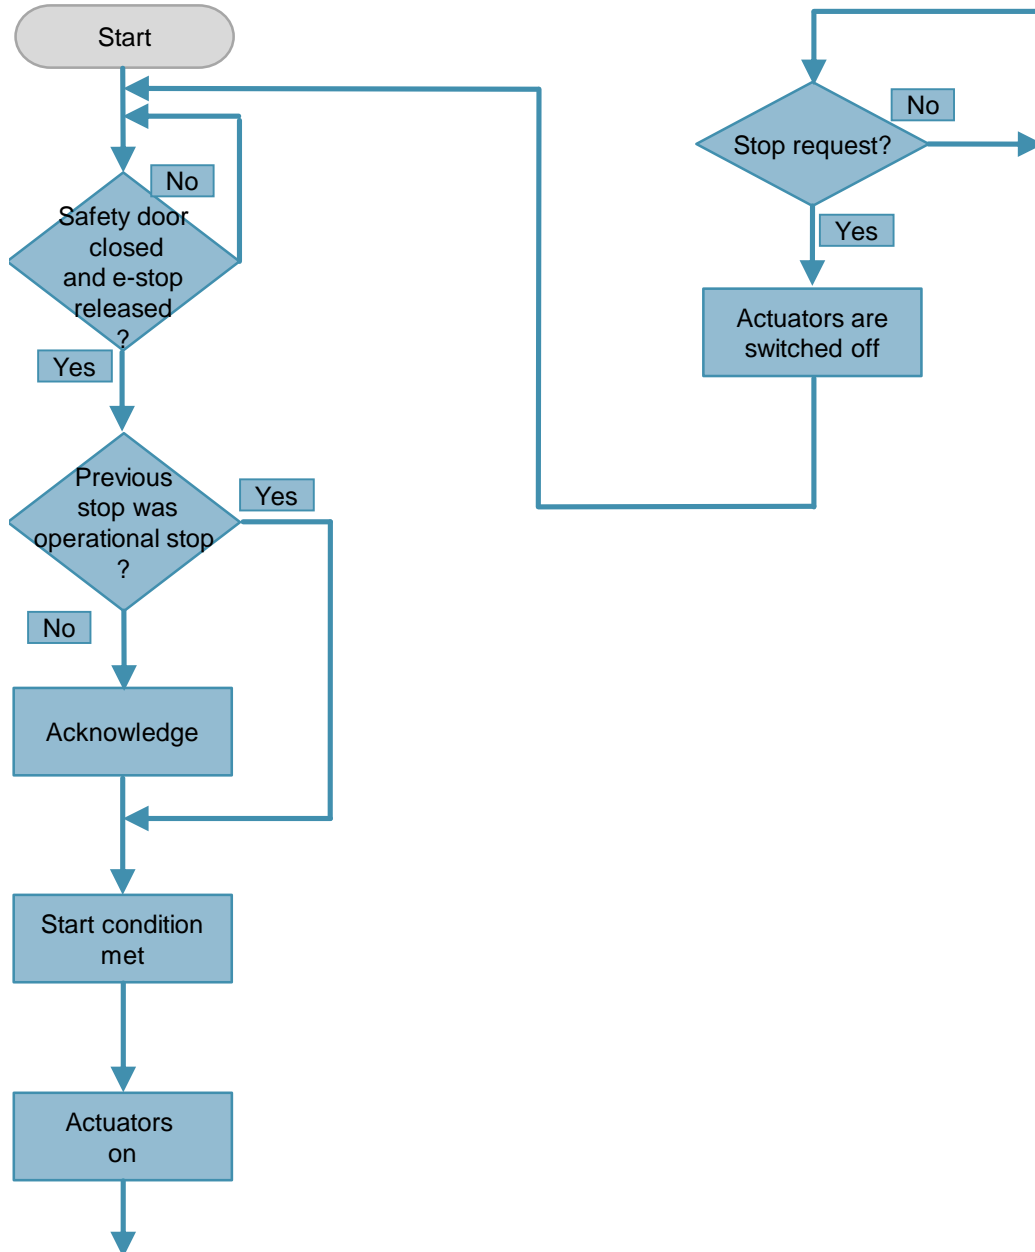 Start
No
Safety door
closed
and e-stop
released
?
Yes
Previous
stop was
operational stop
?
Yes
No
Acknowledge
Start condition
met
Actuators
on
Stop request?
No
Yes
Actuators are
switched off